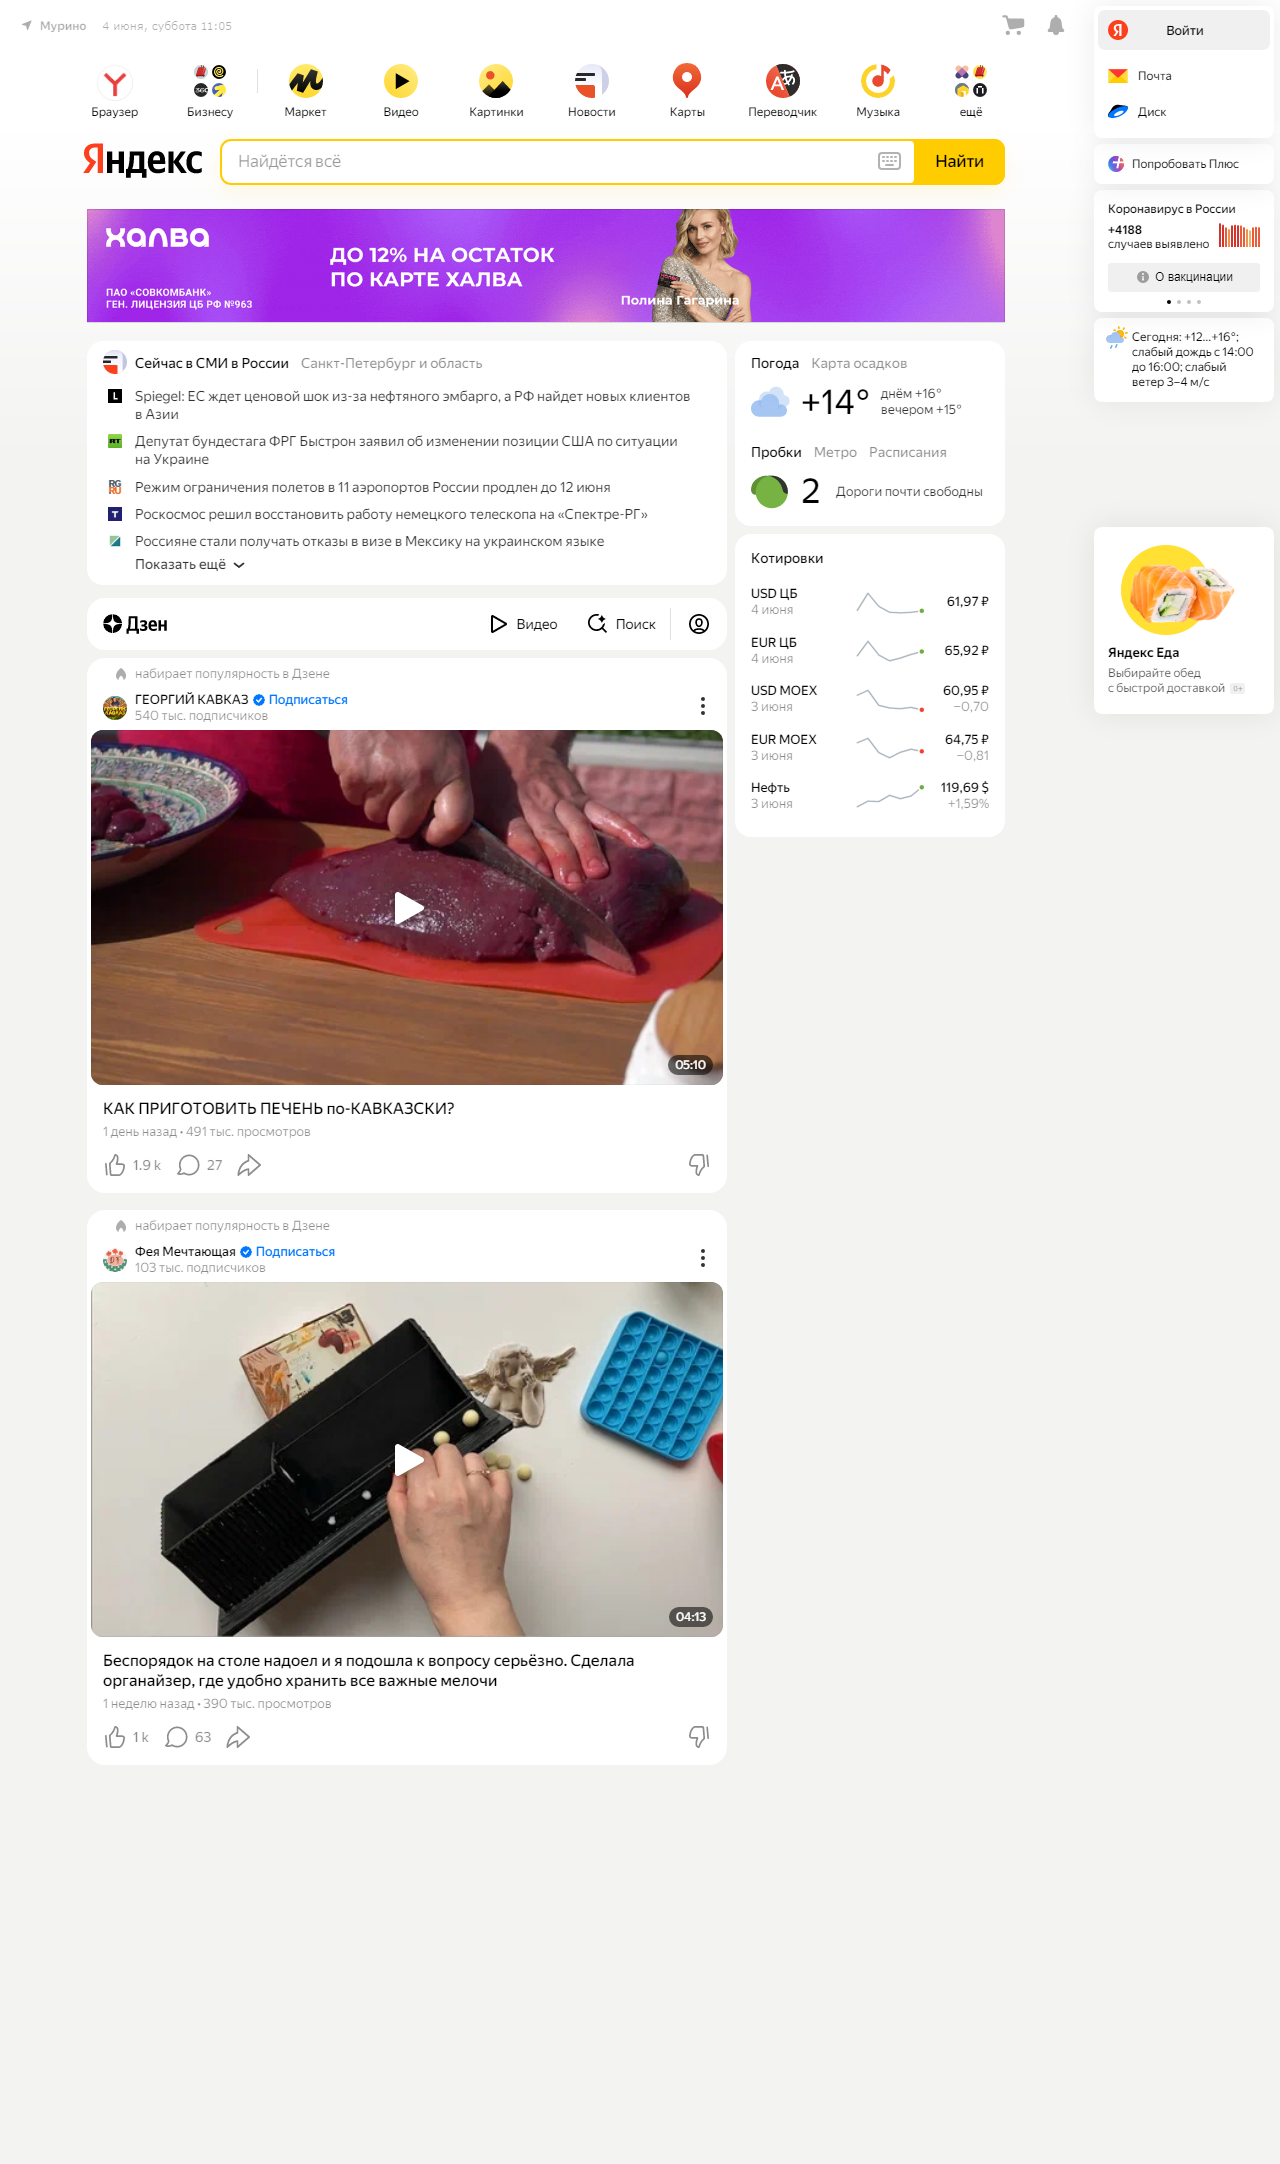 Мурино 4 июня, суббота 11:05
Браузер Бизнесу Маркет Видео Картинки Новости Карты Переводчик Музыка ещё
Яндекс Найдётся всё Найти
халва
ДО 12% НА ОСТАТОК
ПО КАРТЕ ХАЛВА
ПАО «СОВКОМБАНК»
ГЕН. ЛИЦЕНЗИЯ ЦБ РФ №963
Полина Гагарина
Сейчас в СМИ в России Санкт-Петербург и область
Spiegel: ЕС ждет ценовой шок из-за нефтяного эмбарго, а РФ найдет новых клиентов
в Азии
Депутат бундестага ФРГ Быстрон заявил об изменении позиции США по ситуации
на Украине
Режим ограничения полетов в 11 аэропортов России продлен до 12 июня
Роскосмос решил восстановить работу немецкого телескопа на «Спектре-РГ»
Россияне стали получать отказы в визе в Мексику на украинском языке
Показать ещё
Дзен Видео Поиск
набирает популярность в Дзене
ГЕОРГИЙ КАВКАЗ Подписаться
540 тыс. подписчиков
05:10
КАК ПРИГОТОВИТЬ ПЕЧЕНЬ по-КАВКАЗСКИ?
1 день назад • 491 тыс. просмотров
1.9 k 27
набирает популярность в Дзене
Фея Мечтающая Подписаться
103 тыс. подписчиков
04:13
Беспорядок на столе надоел и я подошла к вопросу серьёзно. Сделала
органайзер, где удобно хранить все важные мелочи
1 неделю назад • 390 тыс. просмотров
1 k 63
Погода Карта осадков
+14° днём +16°
вечером +15°
Пробки Метро Расписания
2 Дороги почти свободны
Котировки
USD ЦБ 61,97 ₽
4 июня
EUR ЦБ 65,92 ₽
4 июня
USD MOEX 60,95 ₽
3 июня −0,70
EUR MOEX 64,75 ₽
3 июня −0,81
Нефть 119,69 $
3 июня +1,59%
Я Войти
Почта
Диск
Попробовать Плюс
Коронавирус в России
+4188
случаев выявлено
О вакцинации
Сегодня: +12…+16°;
слабый дождь с 14:00
до 16:00; слабый
ветер 3–4 м/с
Яндекс Еда
Выбирайте обед
с быстрой доставкой 0+